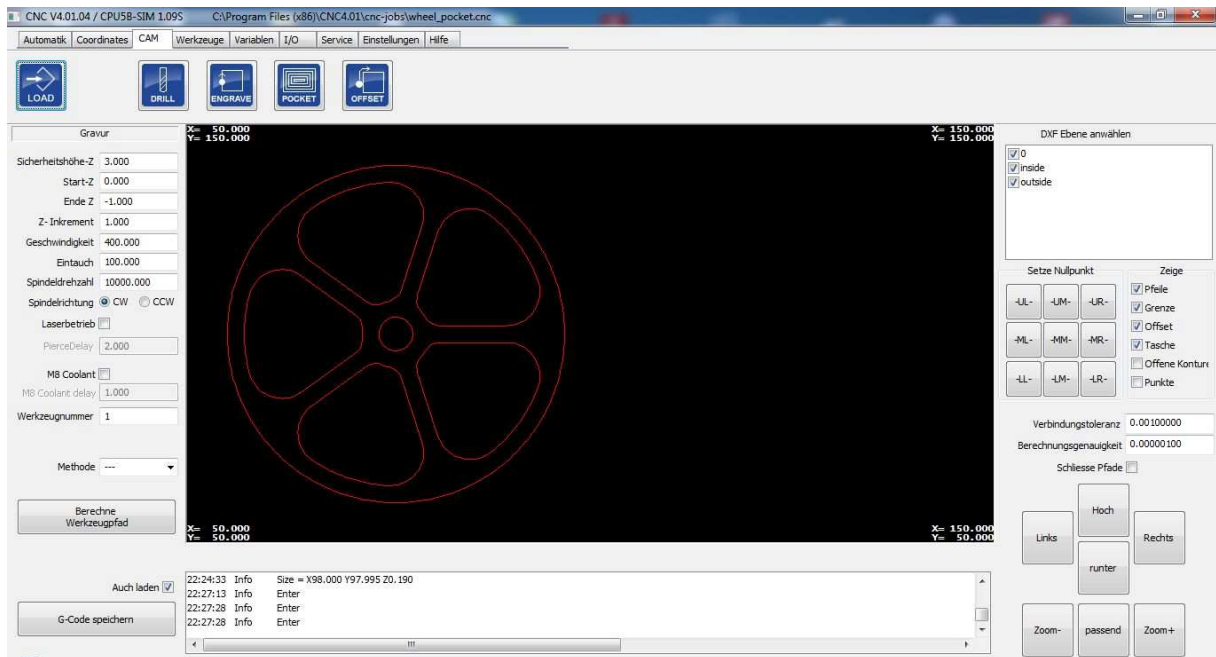 CNC V4.01.04 / CPU5B-SIM 1.09S C:\Program Files (x86)\CNC4.01\cnc-jobs\wheel_pocket.cnc
Automatik Coordinates CAM Werkzeuge Variablen I/O Service Einstellungen Hilfe
LOAD DRILL ENGRAVE POCKET OFFSET
Gravur
Sicherheitshöhe-Z 3.000
Start-Z 0.000
Ende Z -1.000
Z- Inkrement 1.000
Geschwindigkeit 400.000
Eintauch 100.000
Spindeldrehzahl 10000.000
Spindelrichtung CW CCW
Laserbetrieb
PierceDelay 2.000
M8 Coolant
M8 Coolant delay 1.000
Werkzeugnummer 1
Methode ---
Berechne
Werkzeugpfad
Auch laden
G-Code speichern
X= 50.000
Y= 150.000
X= 150.000
Y= 150.000
X= 50.000
Y= 50.000
X= 150.000
Y= 50.000
22:24:33 Info Size = X98.000 Y97.995 Z0.190
22:27:13 Info Enter
22:27:28 Info Enter
22:27:28 Info Enter
DXF Ebene anwählen
0
inside
outside
Setze Nullpunkt
-UL- -UM- -UR-
-ML- -MM- -MR-
-LL- -LM- -LR-
Zeige
Pfeile
Grenze
Offset
Tasche
Offene Konture
Punkte
Verbindungstoleranz 0.00100000
Berechnungsgenauigkeit 0.00000100
Schliesse Pfade
Hoch
Links Rechts
runter
Zoom- passend Zoom+